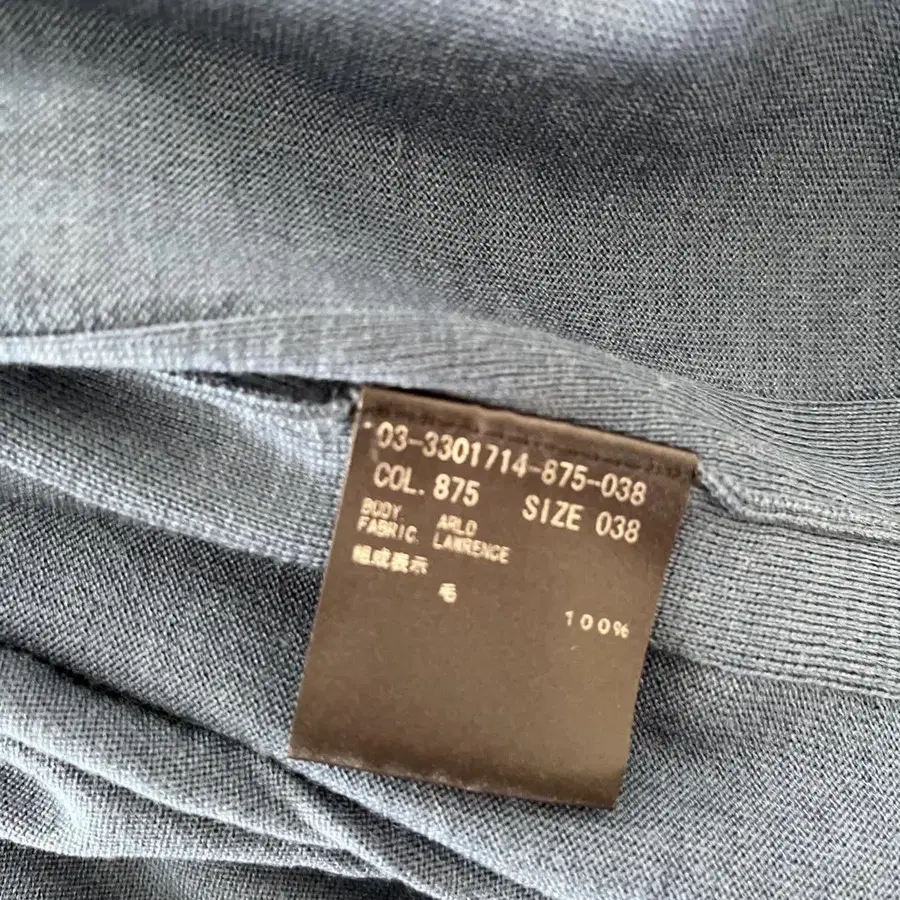 03-3301714-875-038
COL. 875 SIZE 038
BODY. ARLO
FABRIC. LAWRENCE
組成表示
毛
100%